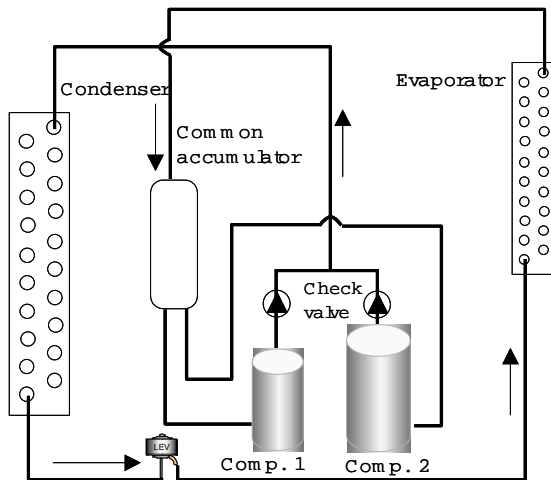 Condenser
Evaporator
Common
accumulator
Check
valve
LEV
Comp. 1
Comp. 2